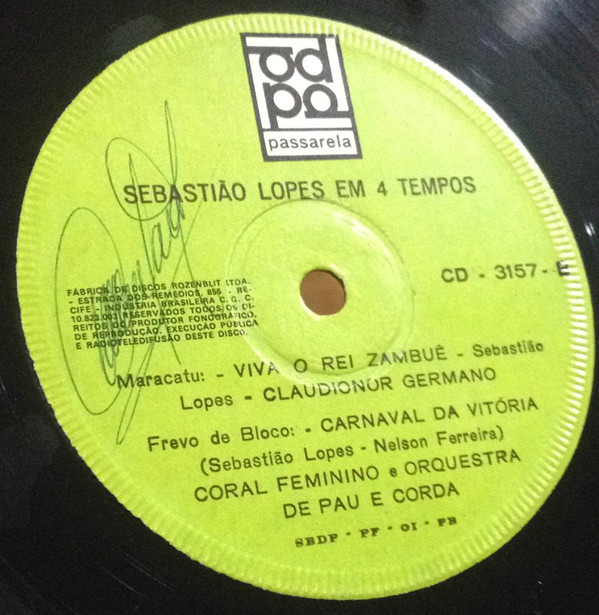 passarela
SEBASTIÃO LOPES EM 4 TEMPOS
CD - 3157 - E
FÁBRICA DE DISCOS ROZENBLIT LTDA.
- ESTRADA DOS REMÉDIOS, 855 - RE-
CIFE - INDÚSTRIA BRASILEIRA C. G. C.
10.823.003 RESERVADOS TODOS OS DI-
REITOS DO PRODUTOR FONOGRÁFICO,
DE REPRODUÇÃO, EXECUÇÃO PÚBLICA
E RADIOTELEDIFUSÃO DESTE DISCO.
Maracatu: - VIVA O REI ZAMBUÊ - Sebastião
Lopes - CLAUDIONOR GERMANO
Frevo de Bloco: - CARNAVAL DA VITÓRIA
(Sebastião Lopes - Nelson Ferreira)
CORAL FEMININO e ORQUESTRA
DE PAU E CORDA
SBDP - PF - OI - PB